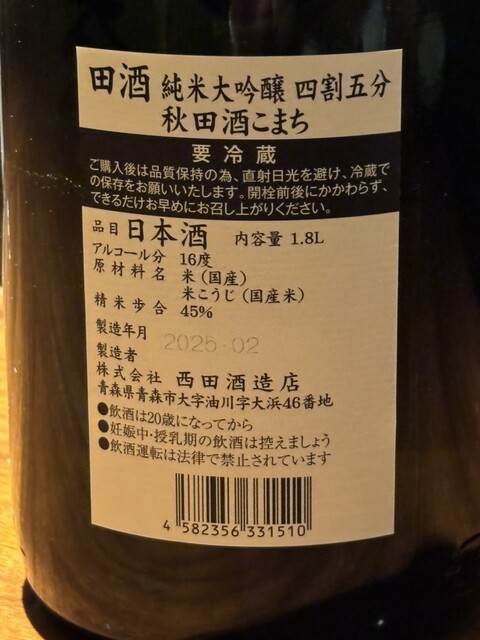 田酒 純米大吟醸 四割五分
秋田酒こまち
要冷蔵
ご購入後は品質保持の為、直射日光を避け、冷蔵で
の保存をお願いいたします。開栓前後にかかわらず、
できるだけお早めにお召し上がりください。
品目 日本酒 内容量 1.8L
アルコール分 16度
原材料名 米(国産)
米こうじ(国産米)
精米歩合 45%
製造年月 2025.02
製造者
株式会社 西田酒造店
青森県青森市大字油川字大浜46番地
●飲酒は20歳になってから
●妊娠中・授乳期の飲酒は控えましょう
●飲酒運転は法律で禁止されています
4 582356 331510